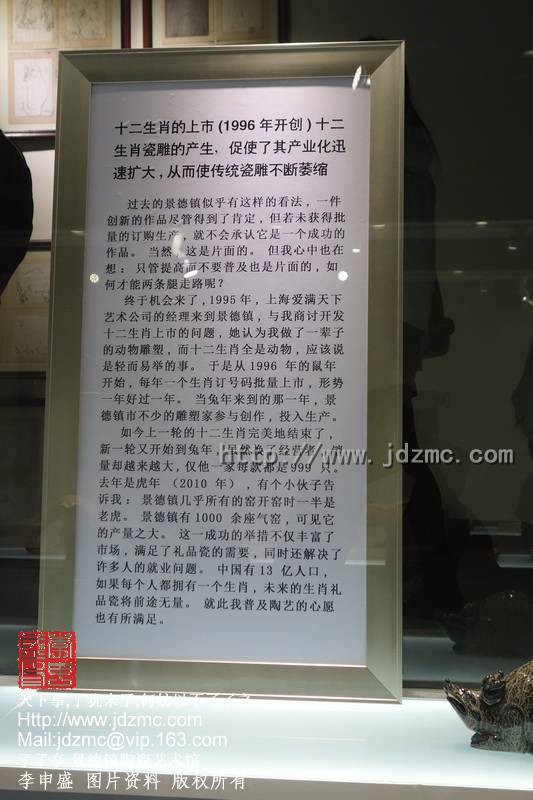 十二生肖的上市(1996年开创)十二
生肖瓷雕的产生,促使了其产业化迅
速扩大,从而使传统瓷雕不断萎缩
过去的景德镇似乎有这样的看法,一件
创新的作品尽管得到了肯定,但若未获得批
量的订购生产,就不会承认它是一个成功的
作品。当然,这是片面的。但我心中也在
想:只管提高而不要普及也是片面的,如
何才能两条腿走路呢?
终于机会来了,1995年,上海爱满天下
艺术公司的经理来到景德镇,与我商讨开发
十二生肖上市的问题,她认为我做了一辈子
的动物雕塑,而十二生肖全是动物,应该说
是轻而易举的事。于是从1996 年的鼠年
开始,每年一个生肖订号码批量上市,形势
一年好过一年。当兔年来到的那一年,景
德镇市不少的雕塑家参与创作,投入生产。
如今上一轮的十二生肖完美地结束了,
新一轮又开始到兔年,虽然换了经营者,销
量却越来越大,仅他一家每款都是999 只。
去年是虎年 (2010 年),有个小伙子告
诉我:景德镇几乎所有的窑开窑时一半是
老虎。景德镇有1000 余座气窑,可见它
的产量之大。这一成功的举措不仅丰富了
市场,满足了礼品瓷的需要,同时还解决了
许多人的就业问题。中国有13 亿人口,
如果每个人都拥有一个生肖,未来的生肖礼
品瓷将前途无量。就此我普及陶艺的心愿
也有所满足。
http://www.jdzmc.com
Http://www.jdzmc.com
Mail:jdzmc@vip.163.com
了了亭 景德镇陶瓷艺术馆
李申盛 图片资料 版权所有